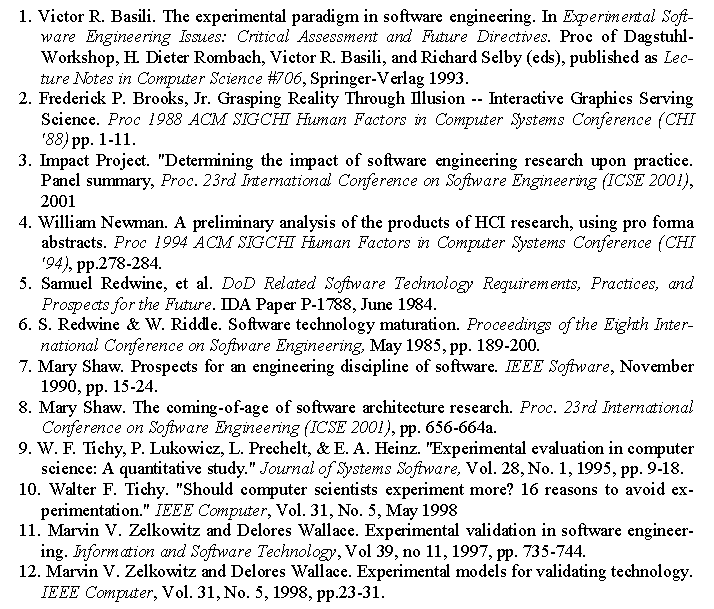 1. Victor R. Basili. The experimental paradigm in software engineering. In Experimental Soft-
ware Engineering Issues: Critical Assessment and Future Directives. Proc of Dagstuhl-
Workshop, H. Dieter Rombach, Victor R. Basili, and Richard Selby (eds), published as Lec-
ture Notes in Computer Science #706, Springer-Verlag 1993.
2. Frederick P. Brooks, Jr. Grasping Reality Through Illusion -- Interactive Graphics Serving
Science. Proc 1988 ACM SIGCHI Human Factors in Computer Systems Conference (CHI
'88) pp. 1-11.
3. Impact Project. "Determining the impact of software engineering research upon practice.
Panel summary, Proc. 23rd International Conference on Software Engineering (ICSE 2001),
2001
4. William Newman. A preliminary analysis of the products of HCI research, using pro forma
abstracts. Proc 1994 ACM SIGCHI Human Factors in Computer Systems Conference (CHI
'94), pp.278-284.
5. Samuel Redwine, et al. DoD Related Software Technology Requirements, Practices, and
Prospects for the Future. IDA Paper P-1788, June 1984.
6. S. Redwine & W. Riddle. Software technology maturation. Proceedings of the Eighth Inter-
national Conference on Software Engineering, May 1985, pp. 189-200.
7. Mary Shaw. Prospects for an engineering discipline of software. IEEE Software, November
1990, pp. 15-24.
8. Mary Shaw. The coming-of-age of software architecture research. Proc. 23rd International
Conference on Software Engineering (ICSE 2001), pp. 656-664a.
9. W. F. Tichy, P. Lukowicz, L. Prechelt, & E. A. Heinz. "Experimental evaluation in computer
science: A quantitative study." Journal of Systems Software, Vol. 28, No. 1, 1995, pp. 9-18.
10. Walter F. Tichy. "Should computer scientists experiment more? 16 reasons to avoid ex-
perimentation." IEEE Computer, Vol. 31, No. 5, May 1998
11. Marvin V. Zelkowitz and Delores Wallace. Experimental validation in software engineer-
ing. Information and Software Technology, Vol 39, no 11, 1997, pp. 735-744.
12. Marvin V. Zelkowitz and Delores Wallace. Experimental models for validating technology.
IEEE Computer, Vol. 31, No. 5, 1998, pp.23-31.